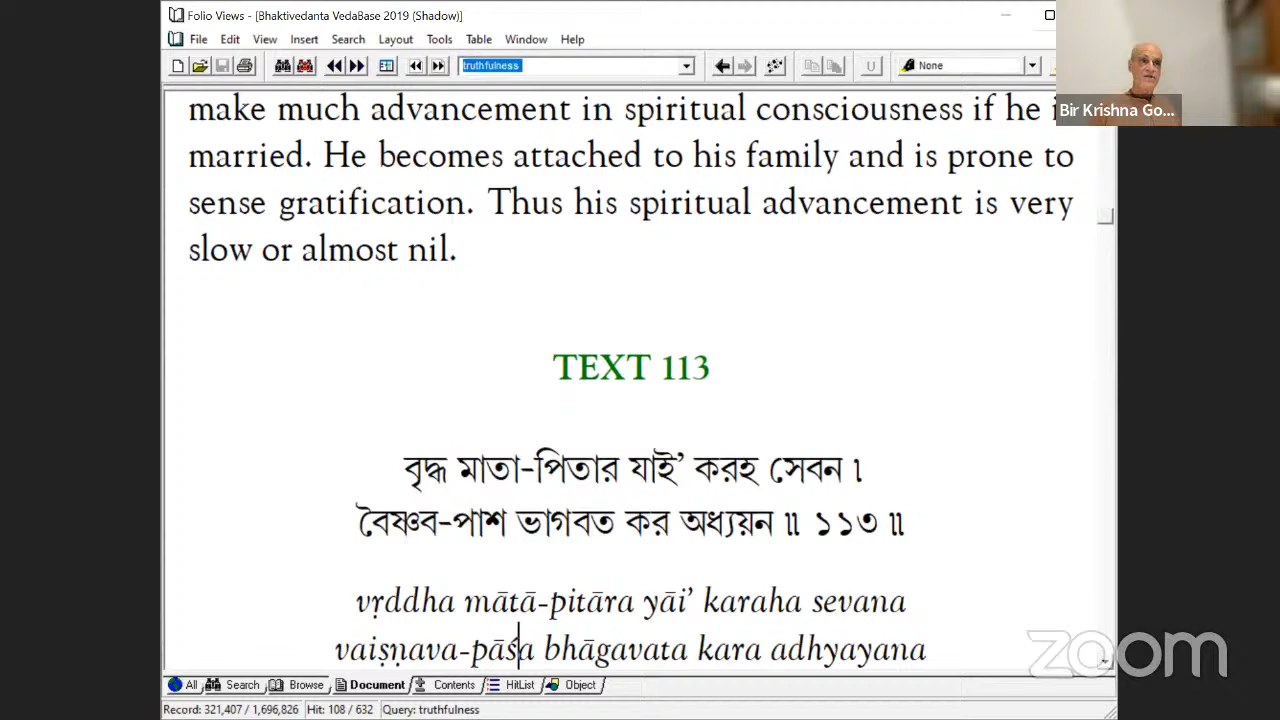 Folio Views - [Bhaktivedanta VedaBase 2019 (Shadow)]
File Edit View Insert Search Layout Tools Table Window Help
truthfulness
U
None
Bir Krishna Go...
make much advancement in spiritual consciousness if he
married. He becomes attached to his family and is prone to
sense gratification. Thus his spiritual advancement is very
slow or almost nil.
TEXT 113
বৃদ্ধ মাতা-পিতার যাই’ করহ সেবন ৷
বৈষ্ণব-পাশ ভাগবত কর অধ্যয়ন ৷৷ ১১৩ ৷৷
vṛddha mātā-pitāra yāi’ karaha sevana
vaiṣṇava-pāśa bhāgavata kara adhyayana
zoom
All Search Browse Document Contents HitList Object
Record: 321,407 / 1,696,826 Hit: 108 / 632 Query: truthfulness